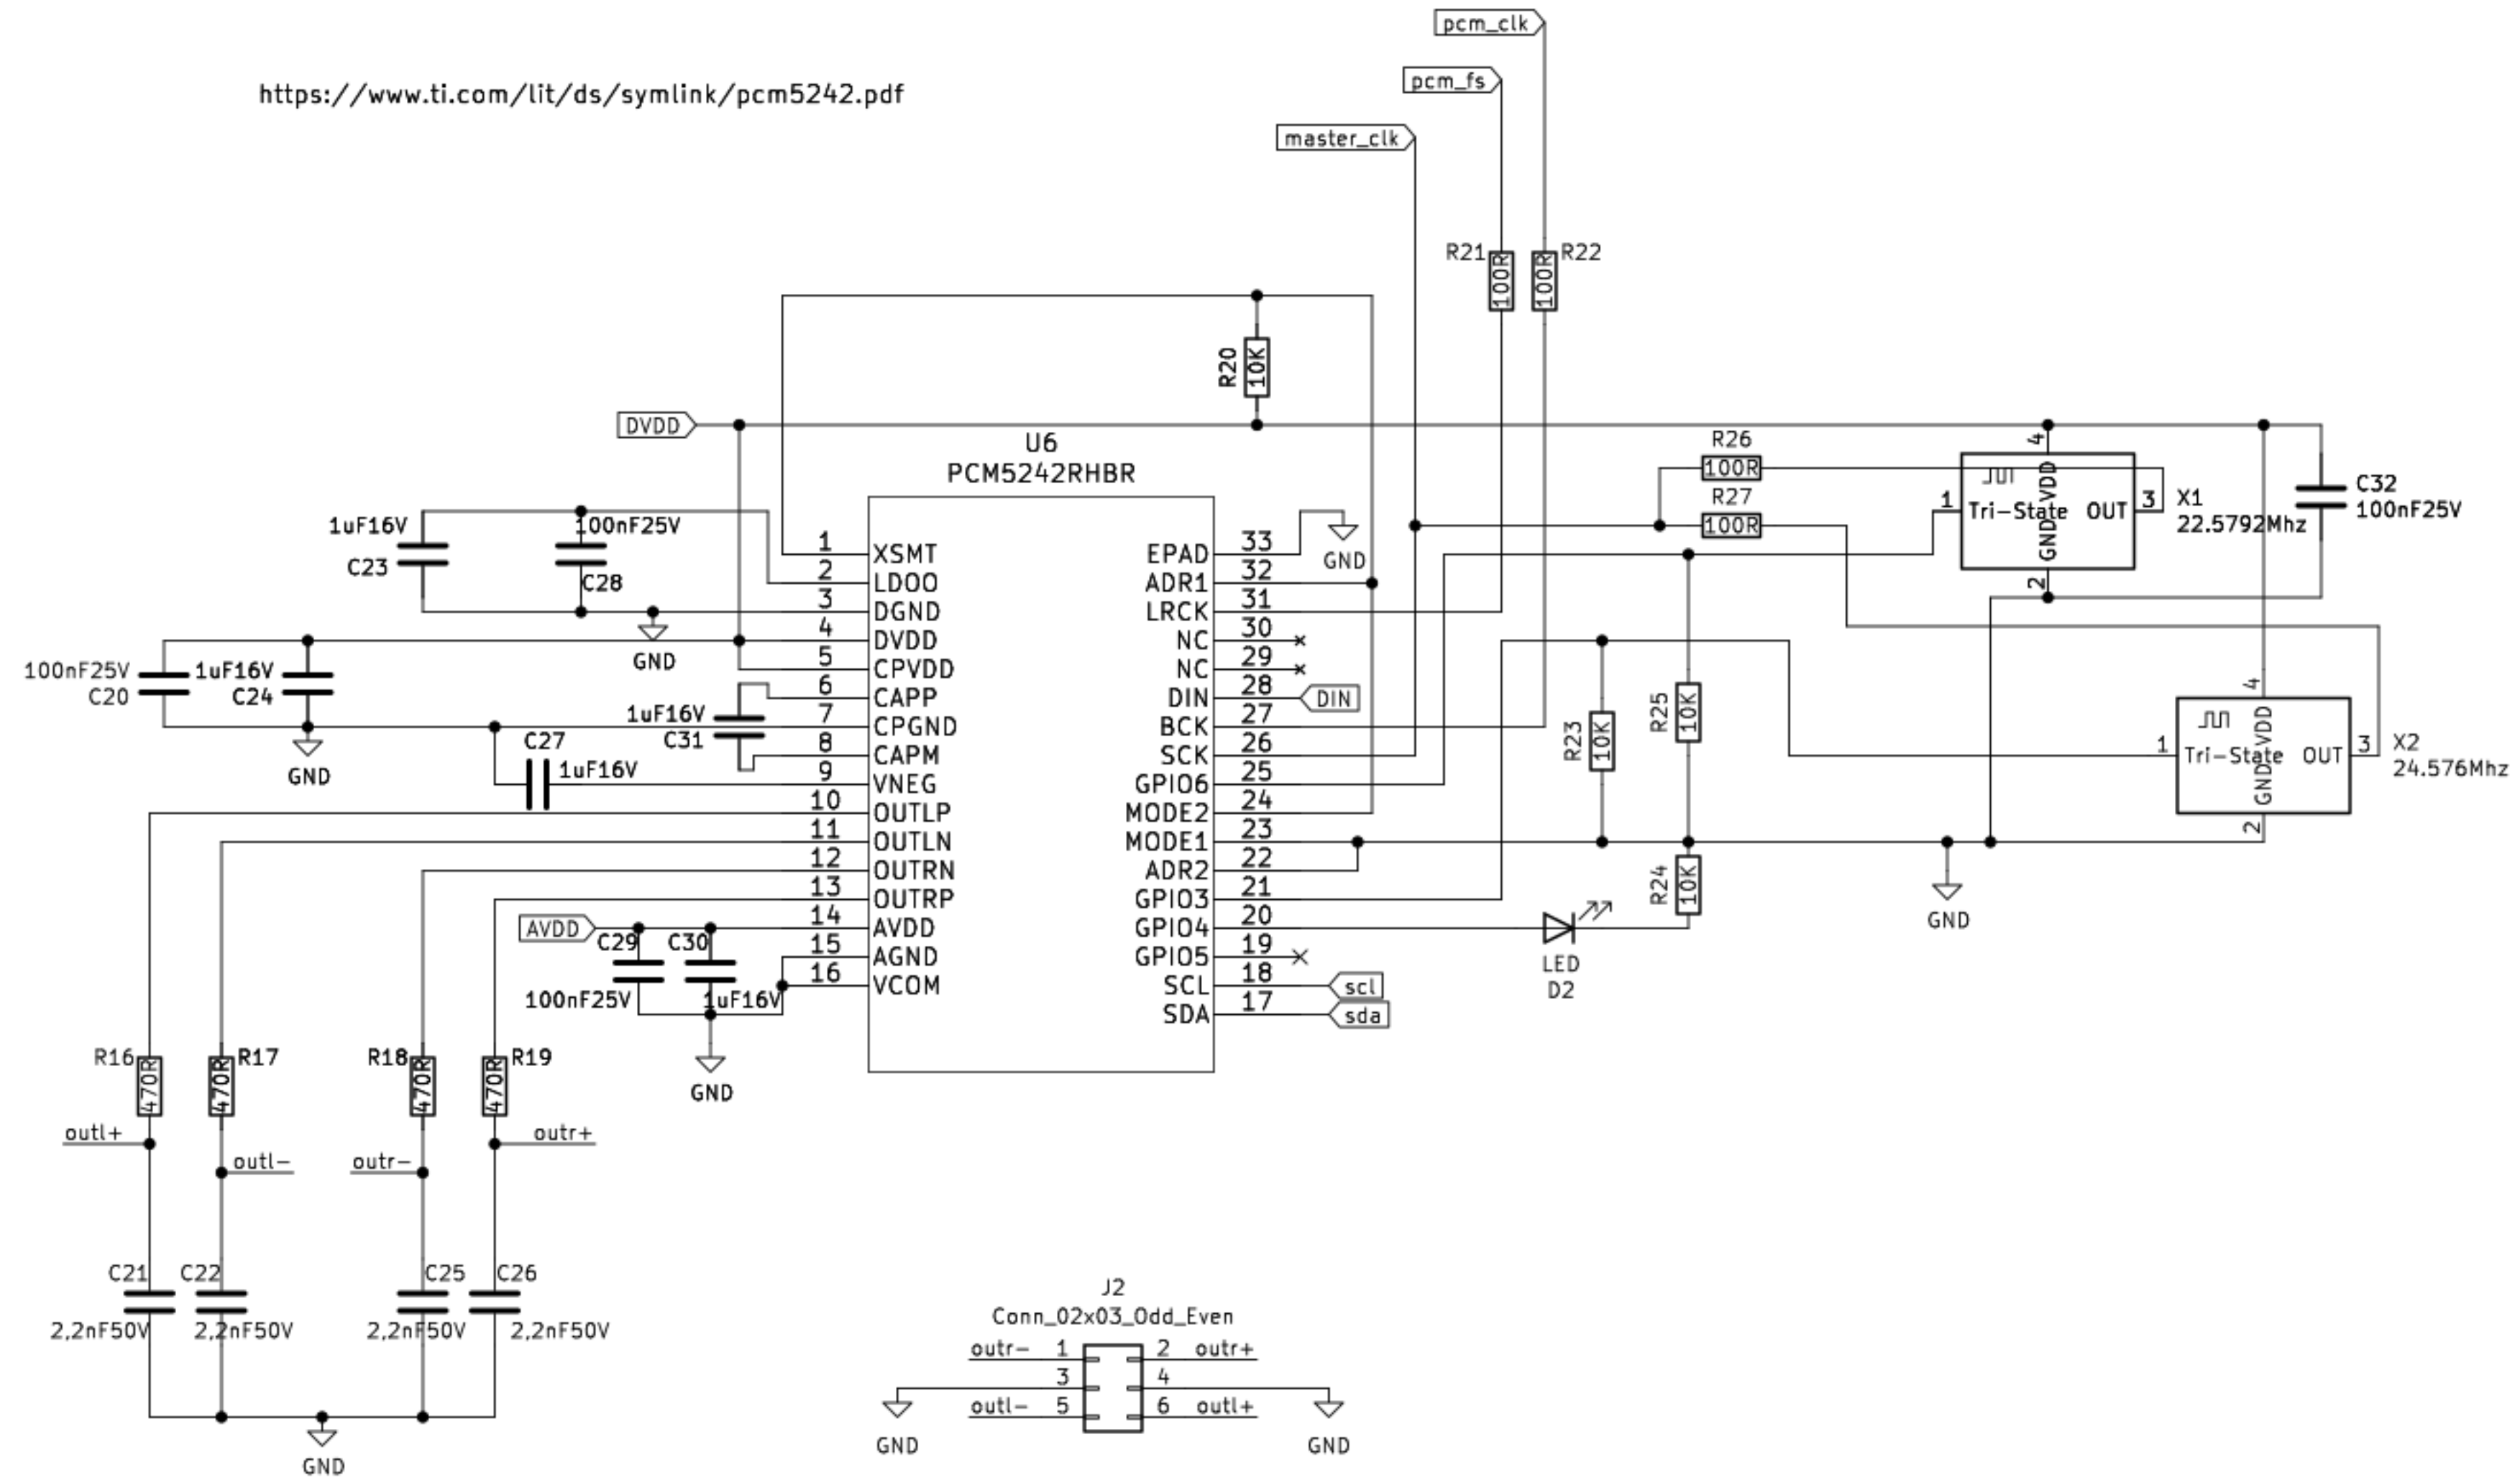 pcm_clk
https://www.ti.com/lit/ds/symlink/pcm5242.pdf
pcm_fs
master_clk
R21
100R
100R
R22
R20
10K
DVDD
U6
PCM5242RHBR
R26
100R
R27
100R
4
VDD
1
Tri-State
OUT
3
GND
2
X1
22.5792Mhz
C32
100nF25V
1uF16V
C23
100nF25V
C28
GND
100nF25V
C20
1uF16V
C24
GND
1uF16V
C31
C27
1uF16V
1 XSMT
2 LDOO
3 DGND
4 DVDD
5 CPVDD
6 CAPP
7 CPGND
8 CAPM
9 VNEG
10 OUTLP
11 OUTLN
12 OUTRN
13 OUTRP
14 AVDD
15 AGND
16 VCOM
EPAD 33
ADR1 32
LRCK 31
NC 30
NC 29
DIN 28
BCK 27
SCK 26
GPIO6 25
MODE2 24
MODE1 23
ADR2 22
GPIO3 21
GPIO4 20
GPIO5 19
SCL 18
SDA 17
GND
DIN
scl
sda
R23
10K
R25
10K
R24
10K
LED
D2
GND
4
VDD
1
Tri-State
OUT
3
GND
2
X2
24.576Mhz
AVDD
C29
C30
100nF25V
1uF16V
GND
R16
470R
470R
R17
R18
470R
470R
R19
outl+
outl-
outr-
outr+
C21
C22
C25
C26
2,2nF50V
2,2nF50V
2,2nF50V
2,2nF50V
GND
J2
Conn_02x03_Odd_Even
outr- 1 2 outr+
3 4
outl- 5 6 outl+
GND
GND